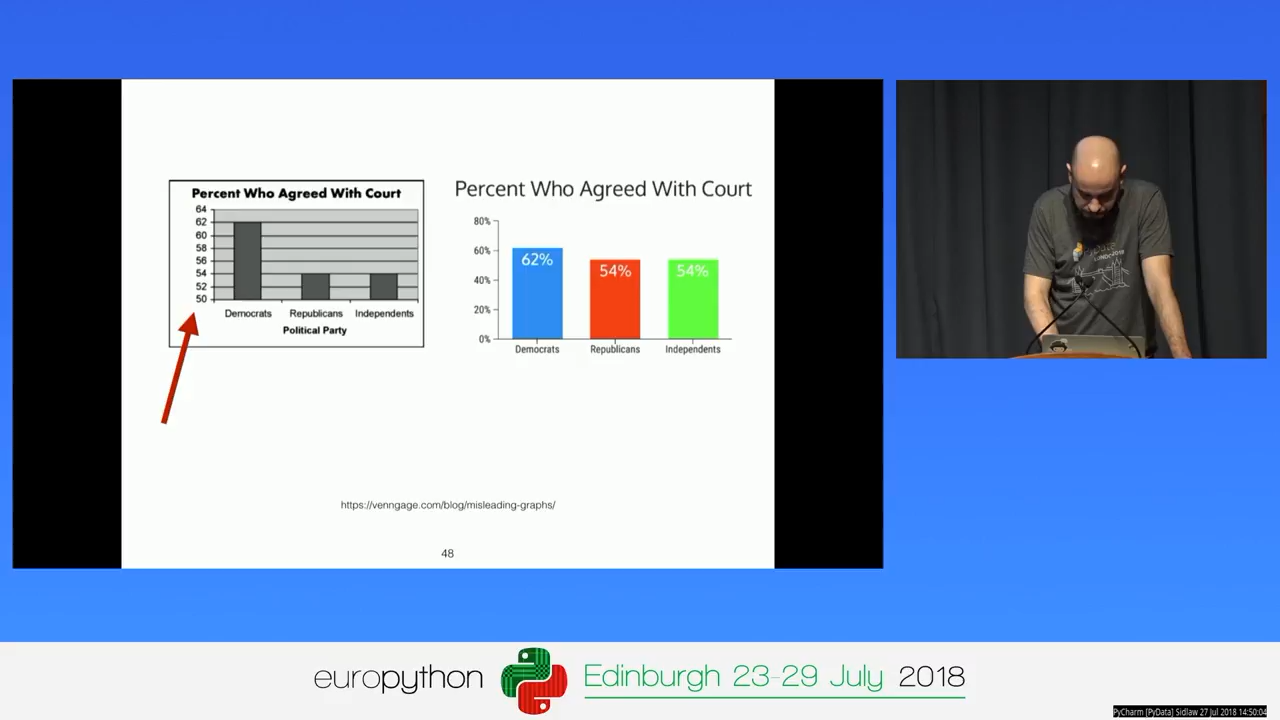 Percent Who Agreed With Court
64
62
60
58
56
54
52
50
Democrats Republicans Independents
Political Party
Percent Who Agreed With Court
80%
60%
40%
20%
0%
62%
54%
54%
Democrats Republicans Independents
https://venngage.com/blog/misleading-graphs/
48
europython Edinburgh 23-29 July 2018
PyCharm [PyData] Sidlaw 27 Jul 2018 14:50:04